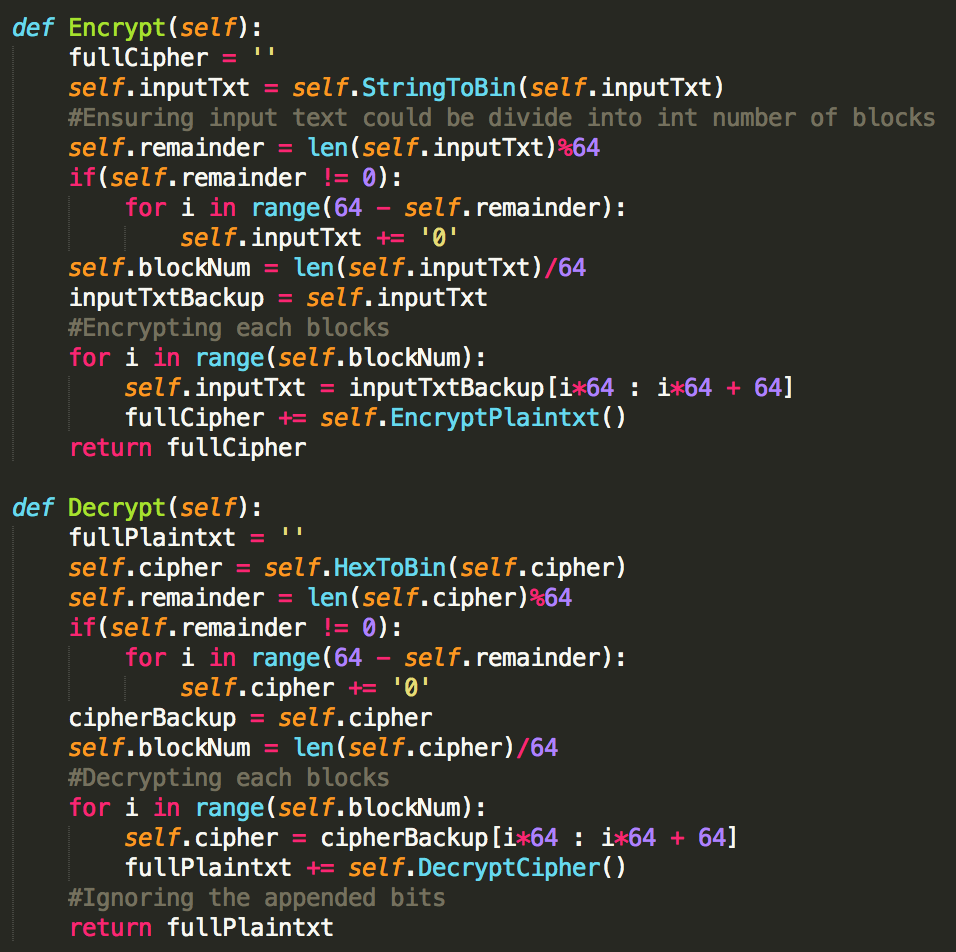 def Encrypt(self):
    fullCipher = ''
    self.inputTxt = self.StringToBin(self.inputTxt)
    #Ensuring input text could be divide into int number of blocks
    self.remainder = len(self.inputTxt)%64
    if(self.remainder != 0):
        for i in range(64 - self.remainder):
            self.inputTxt += '0'
    self.blockNum = len(self.inputTxt)/64
    inputTxtBackup = self.inputTxt
    #Encrypting each blocks
    for i in range(self.blockNum):
        self.inputTxt = inputTxtBackup[i*64 : i*64 + 64]
        fullCipher += self.EncryptPlaintxt()
    return fullCipher

def Decrypt(self):
    fullPlaintxt = ''
    self.cipher = self.HexToBin(self.cipher)
    self.remainder = len(self.cipher)%64
    if(self.remainder != 0):
        for i in range(64 - self.remainder):
            self.cipher += '0'
    cipherBackup = self.cipher
    self.blockNum = len(self.cipher)/64
    #Decrypting each blocks
    for i in range(self.blockNum):
        self.cipher = cipherBackup[i*64 : i*64 + 64]
        fullPlaintxt += self.DecryptCipher()
    #Ignoring the appended bits
    return fullPlaintxt